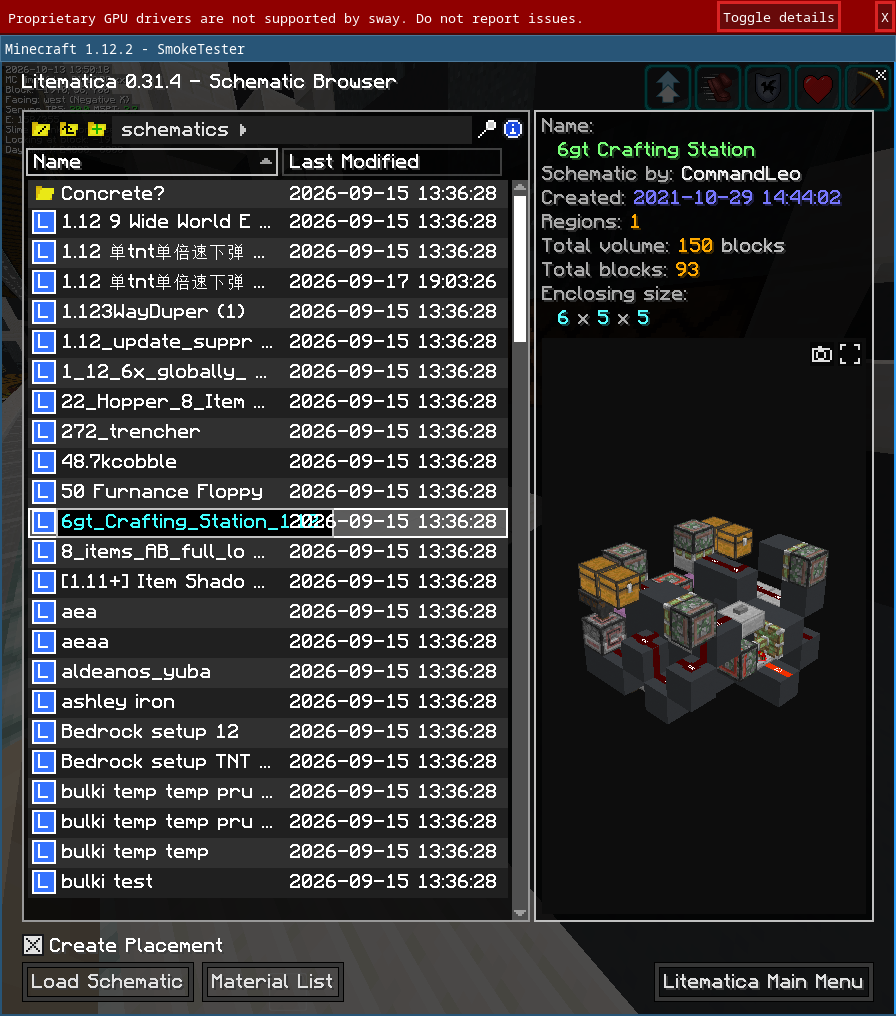 Proprietary GPU drivers are not supported by sway. Do not report issues.
Toggle details
X
Minecraft 1.12.2 - SmokeTester
Litematica 0.31.4 - Schematic Browser
schematics
Name
Last Modified
Concrete? 2026-09-15 13:36:28
L 1.12 9 Wide World E ... 2026-09-15 13:36:28
L 1.12 单tnt单倍速下弹 ... 2026-09-15 13:36:28
L 1.12 单tnt单倍速下弹 ... 2026-09-17 19:03:26
L 1.123WayDuper (1) 2026-09-15 13:36:28
L 1.12_update_suppr ... 2026-09-15 13:36:28
L 1_12_6x_globally_ ... 2026-09-15 13:36:28
L 22_Hopper_8_Item ... 2026-09-15 13:36:28
L 272_trencher 2026-09-15 13:36:28
L 48.7kcobble 2026-09-15 13:36:28
L 50 Furnance Floppy 2026-09-15 13:36:28
L 6gt_Crafting_Station_1 2026-09-15 13:36:28
L 8_items_AB_full_lo ... 2026-09-15 13:36:28
L [1.11+] Item Shado ... 2026-09-15 13:36:28
L aea 2026-09-15 13:36:28
L aeaa 2026-09-15 13:36:28
L aldeanos_yuba 2026-09-15 13:36:28
L ashley iron 2026-09-15 13:36:28
L Bedrock setup 12 2026-09-15 13:36:28
L Bedrock setup TNT ... 2026-09-15 13:36:28
L bulki temp temp pru ... 2026-09-15 13:36:28
L bulki temp temp pru ... 2026-09-15 13:36:28
L bulki temp temp 2026-09-15 13:36:28
L bulki test 2026-09-15 13:36:28
Name:
6gt Crafting Station
Schematic by: CommandLeo
Created: 2021-10-29 14:44:02
Regions: 1
Total volume: 150 blocks
Total blocks: 93
Enclosing size:
6 x 5 x 5
Create Placement
Load Schematic
Material List
Litematica Main Menu